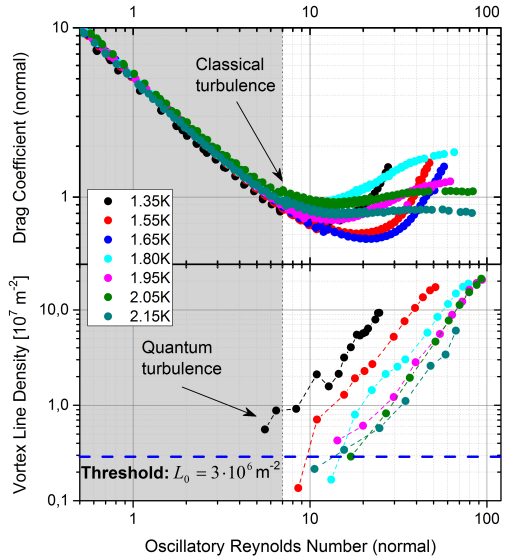 1 10 100
10
1
Drag Coefficient (normal)
Classical
turbulence
1.35K
1.55K
1.65K
1.80K
1.95K
2.05K
2.15K
10,0
1,0
0,1
Vortex Line Density [10⁷ m⁻²]
Quantum
turbulence
Threshold: L₀ = 3·10⁶ m⁻²
1 10 100
Oscillatory Reynolds Number (normal)